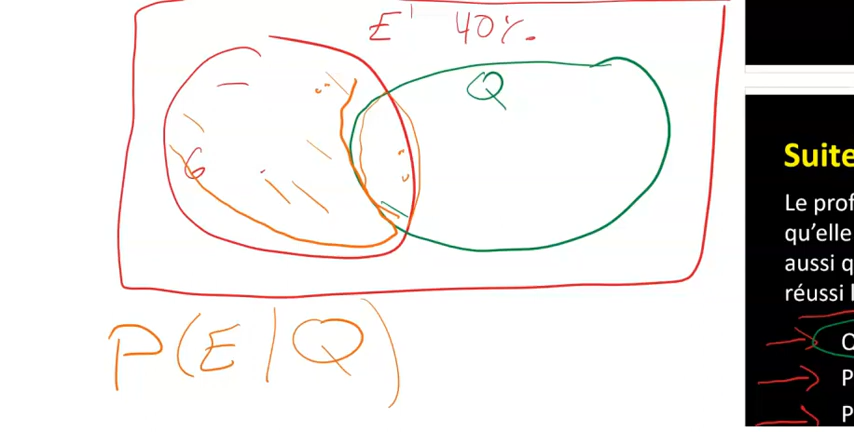 E' 40%.
Q
P(E|Q)
Suite
Le prof
qu'elle
aussi q
réussi l
P
P